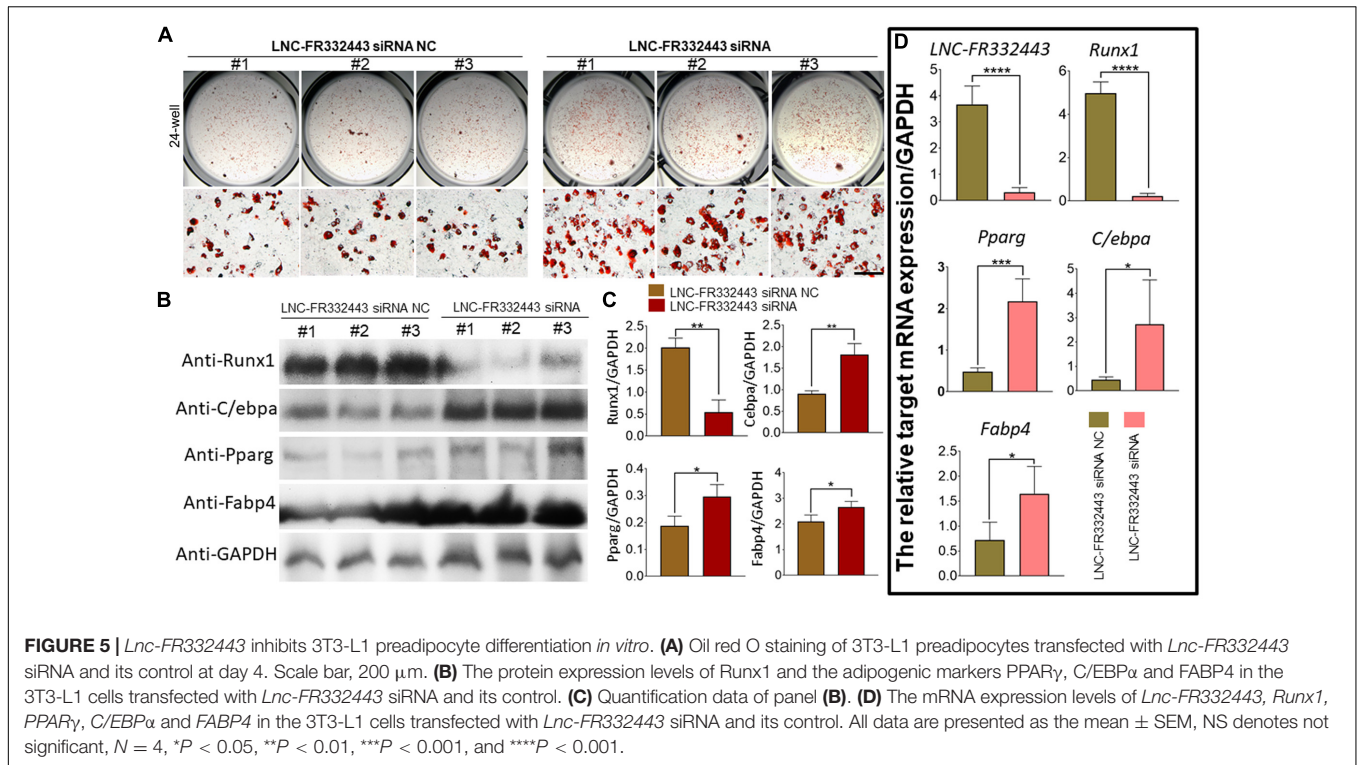 A
LNC-FR332443 siRNA NC
LNC-FR332443 siRNA
#1 #2 #3
#1 #2 #3
24-well
B
LNC-FR332443 siRNA NC
LNC-FR332443 siRNA
#1 #2 #3 #1 #2 #3
Anti-Runx1
Anti-C/ebpa
Anti-Pparg
Anti-Fabp4
Anti-GAPDH
C
LNC-FR332443 siRNA NC
LNC-FR332443 siRNA
Runx1/GAPDH
2.5
2.0
1.5
1.0
0.5
0.0
**
Cebpa/GAPDH
2.5
2.0
1.5
1.0
0.5
0.0
**
Pparg/GAPDH
0.4
0.3
0.2
0.1
0.0
*
Fabp4/GAPDH
4
3
2
1
0
*
D
The relative target mRNA expression/GAPDH
LNC-FR332443
5
4
3
2
1
0
****
Runx1
6
4
2
0
****
Pparg
3
2
1
0
***
C/ebpa
5
4
3
2
1
0
*
Fabp4
2.5
2.0
1.5
1.0
0.5
0.0
*
LNC-FR332443 siRNA NC
LNC-FR332443 siRNA
FIGURE 5 | Lnc-FR332443 inhibits 3T3-L1 preadipocyte differentiation in vitro. (A) Oil red O staining of 3T3-L1 preadipocytes transfected with Lnc-FR332443
siRNA and its control at day 4. Scale bar, 200 μm. (B) The protein expression levels of Runx1 and the adipogenic markers PPARγ, C/EBPα and FABP4 in the
3T3-L1 cells transfected with Lnc-FR332443 siRNA and its control. (C) Quantification data of panel (B). (D) The mRNA expression levels of Lnc-FR332443, Runx1,
PPARγ, C/EBPα and FABP4 in the 3T3-L1 cells transfected with Lnc-FR332443 siRNA and its control. All data are presented as the mean ± SEM, NS denotes not
significant, N = 4, *P < 0.05, **P < 0.01, ***P < 0.001, and ****P < 0.001.